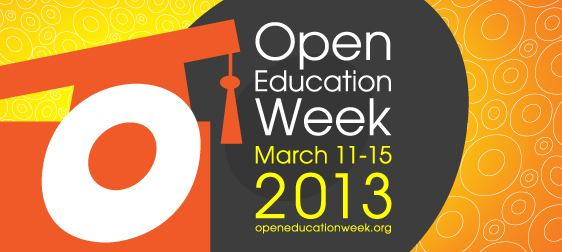 Open
Education
Week
March 11-15
2013
openeducationweek.org